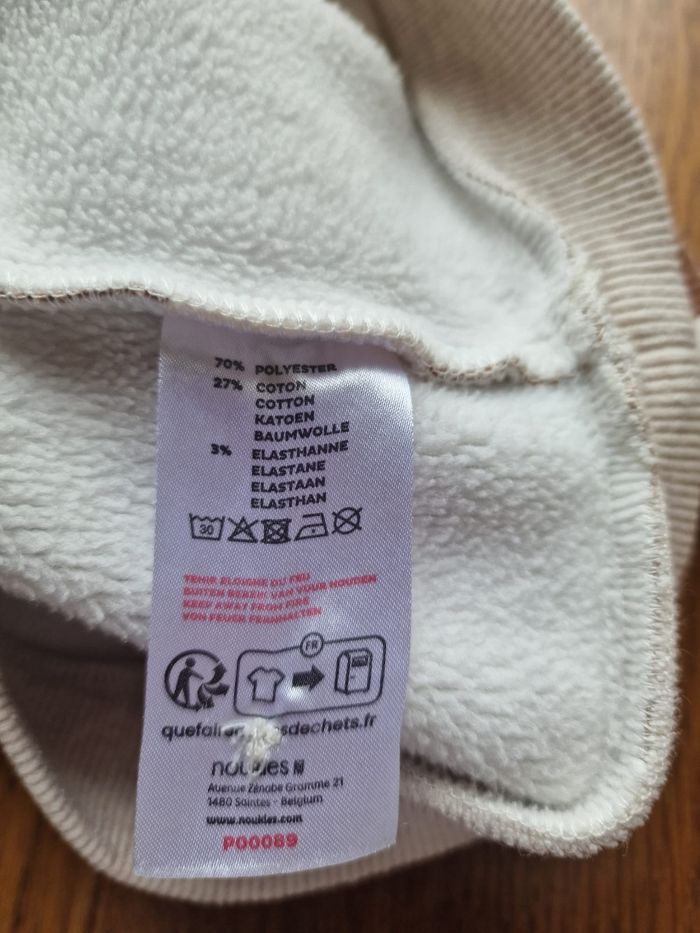 70% POLYESTER
27% COTON
COTTON
KATOEN
BAUMWOLLE
3% ELASTHANNE
ELASTANE
ELASTAAN
ELASTHAN
30
TENIR ELOIGNE DU FEU
BUITEN BEREIK VAN VUUR HOUDEN
KEEP AWAY FROM FIRE
VON FEUER FERNHALTEN
FR
noukies
Avenue Zénobe Gramme 21
1480 Saintes - Belgium
www.noukies.com
P00089